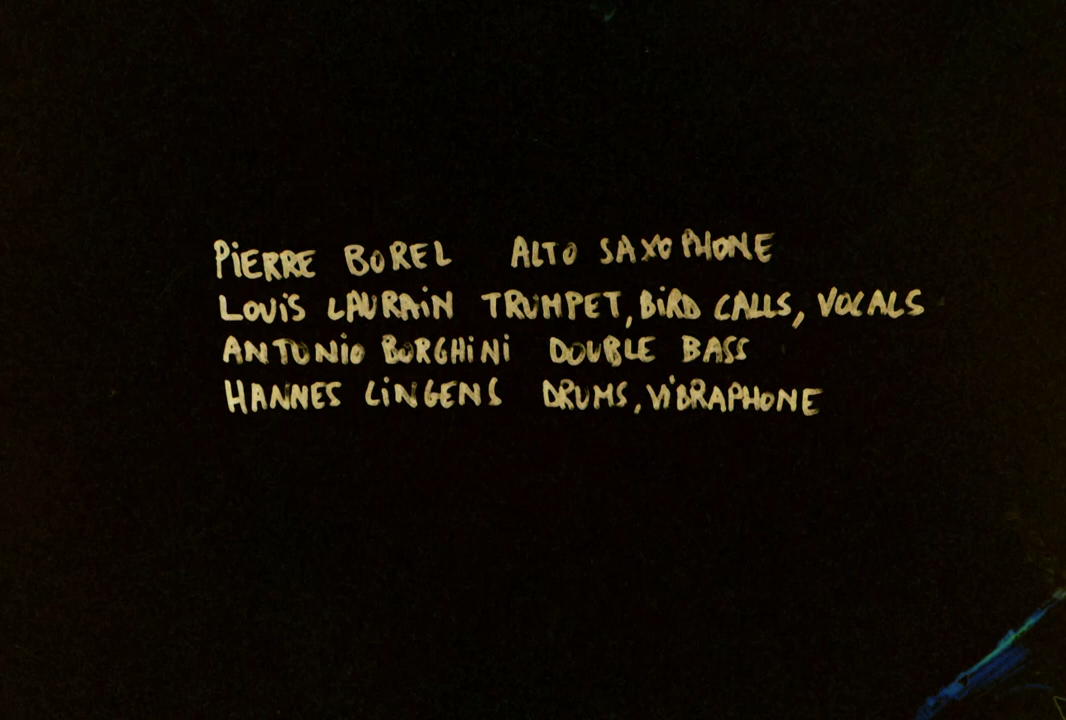 PiERRE BOREL ALTO SAXOPHONE
LOUiS LAURAiN TRUMPET, BiRD CALLS, VOCALS
ANTONiO BORGHiNi DOUBLE BASS
HANNES LiNGENS DRUMS, ViBRAPHONE